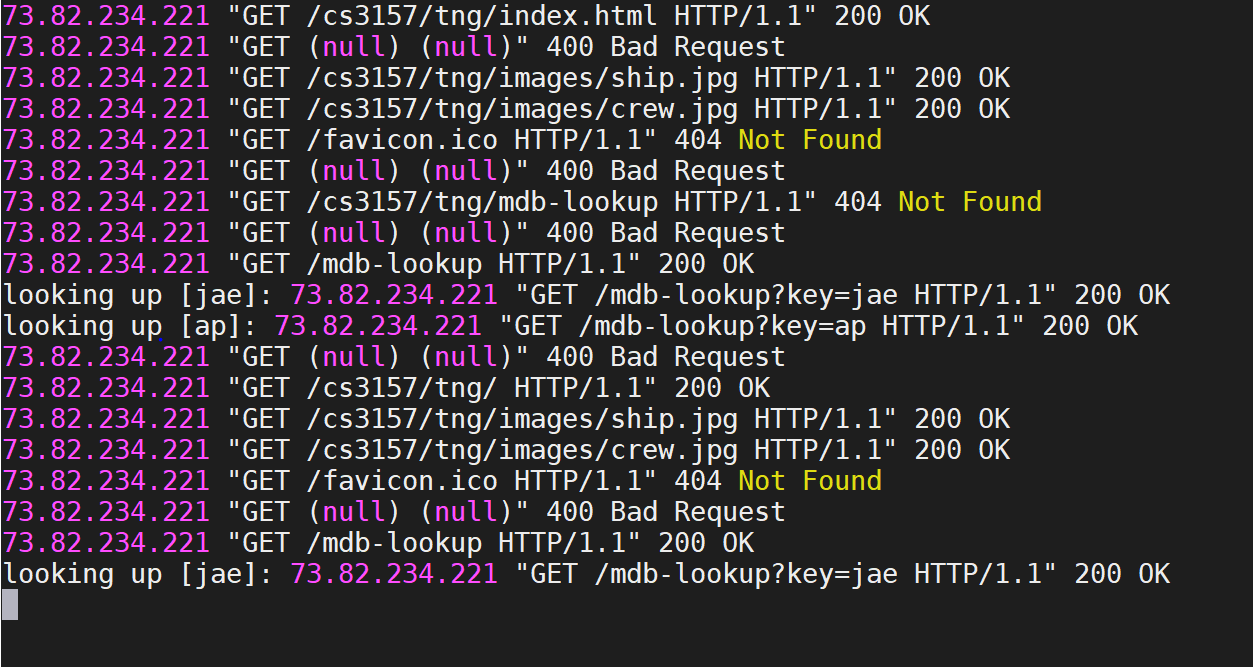 73.82.234.221 "GET /cs3157/tng/index.html HTTP/1.1" 200 OK
73.82.234.221 "GET (null) (null)" 400 Bad Request
73.82.234.221 "GET /cs3157/tng/images/ship.jpg HTTP/1.1" 200 OK
73.82.234.221 "GET /cs3157/tng/images/crew.jpg HTTP/1.1" 200 OK
73.82.234.221 "GET /favicon.ico HTTP/1.1" 404 Not Found
73.82.234.221 "GET (null) (null)" 400 Bad Request
73.82.234.221 "GET /cs3157/tng/mdb-lookup HTTP/1.1" 404 Not Found
73.82.234.221 "GET (null) (null)" 400 Bad Request
73.82.234.221 "GET /mdb-lookup HTTP/1.1" 200 OK
looking up [jae]: 73.82.234.221 "GET /mdb-lookup?key=jae HTTP/1.1" 200 OK
looking up [ap]: 73.82.234.221 "GET /mdb-lookup?key=ap HTTP/1.1" 200 OK
73.82.234.221 "GET (null) (null)" 400 Bad Request
73.82.234.221 "GET /cs3157/tng/ HTTP/1.1" 200 OK
73.82.234.221 "GET /cs3157/tng/images/ship.jpg HTTP/1.1" 200 OK
73.82.234.221 "GET /cs3157/tng/images/crew.jpg HTTP/1.1" 200 OK
73.82.234.221 "GET /favicon.ico HTTP/1.1" 404 Not Found
73.82.234.221 "GET (null) (null)" 400 Bad Request
73.82.234.221 "GET /mdb-lookup HTTP/1.1" 200 OK
looking up [jae]: 73.82.234.221 "GET /mdb-lookup?key=jae HTTP/1.1" 200 OK